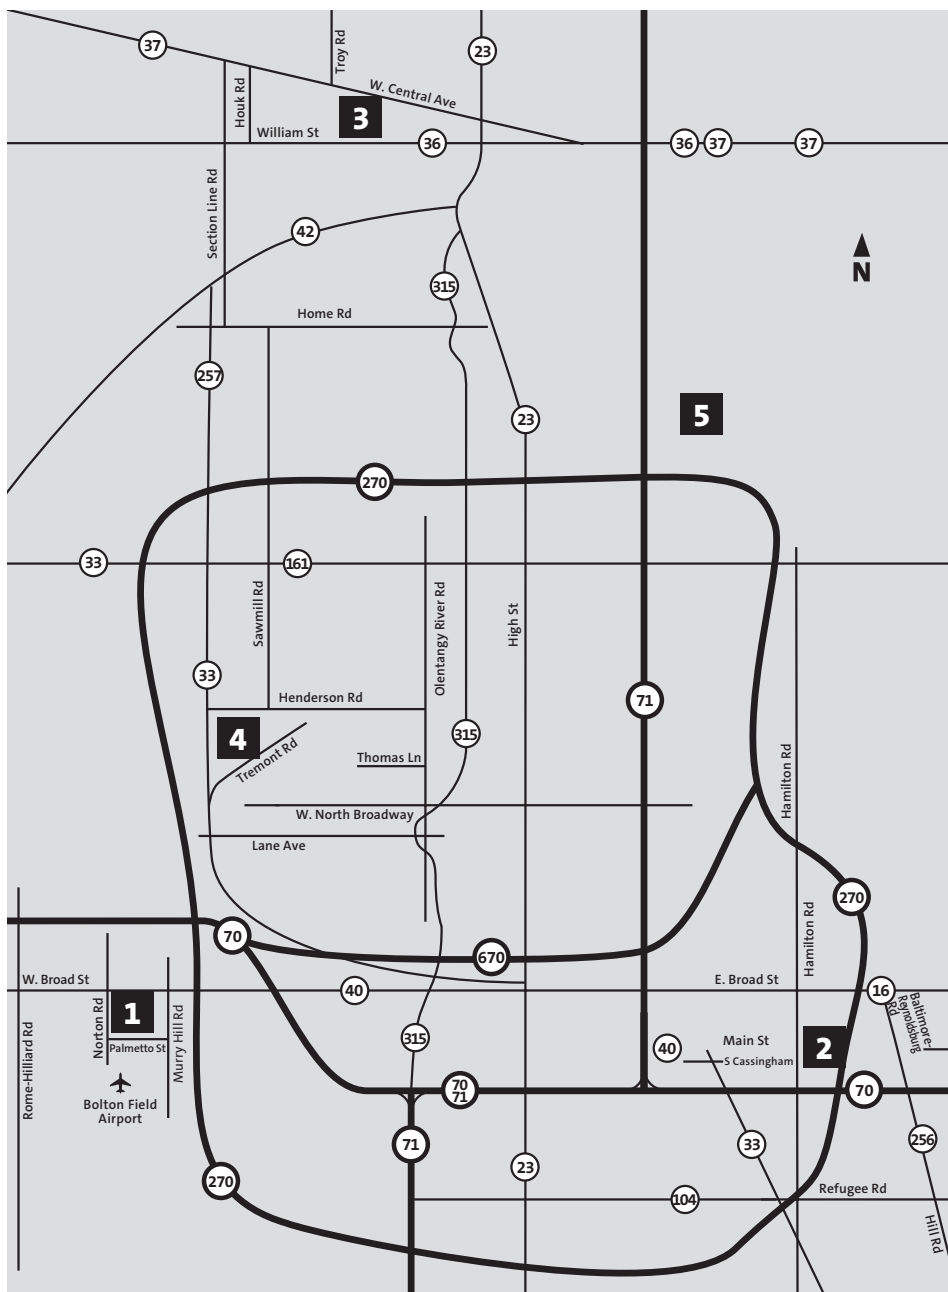 37
Troy Rd
23
W. Central Ave
Houk Rd
3
William St
36
36
37
37
Section Line Rd
42
N
315
Home Rd
257
5
23
270
33
161
Sawmill Rd
Olentangy River Rd
High St
33
Henderson Rd
71
4
Tremont Rd
315
Thomas Ln
Hamilton Rd
W. North Broadway
Lane Ave
270
70
Hamilton Rd
670
W. Broad St
E. Broad St
40
16
Baltimore-
Reynoldsburg
Rd
Norton Rd
1
Murry Hill Rd
Rome-Hilliard Rd
Palmetto St
315
40
Main St
2
S Cassingham
Bolton Field
Airport
70
71
70
71
33
256
270
23
104
Refugee Rd
Hill Rd